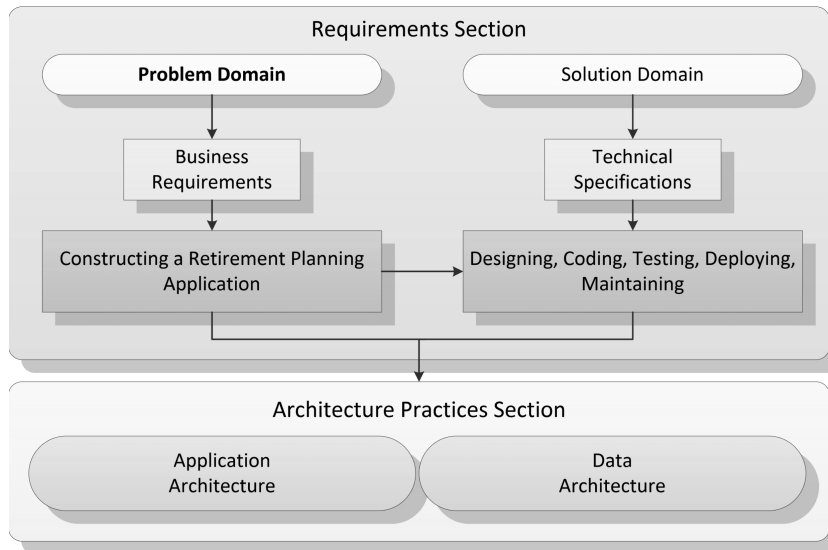 Requirements Section
Problem Domain
Solution Domain
Business
Requirements
Technical
Specifications
Constructing a Retirement Planning
Application
Designing, Coding, Testing, Deploying,
Maintaining
Architecture Practices Section
Application
Architecture
Data
Architecture